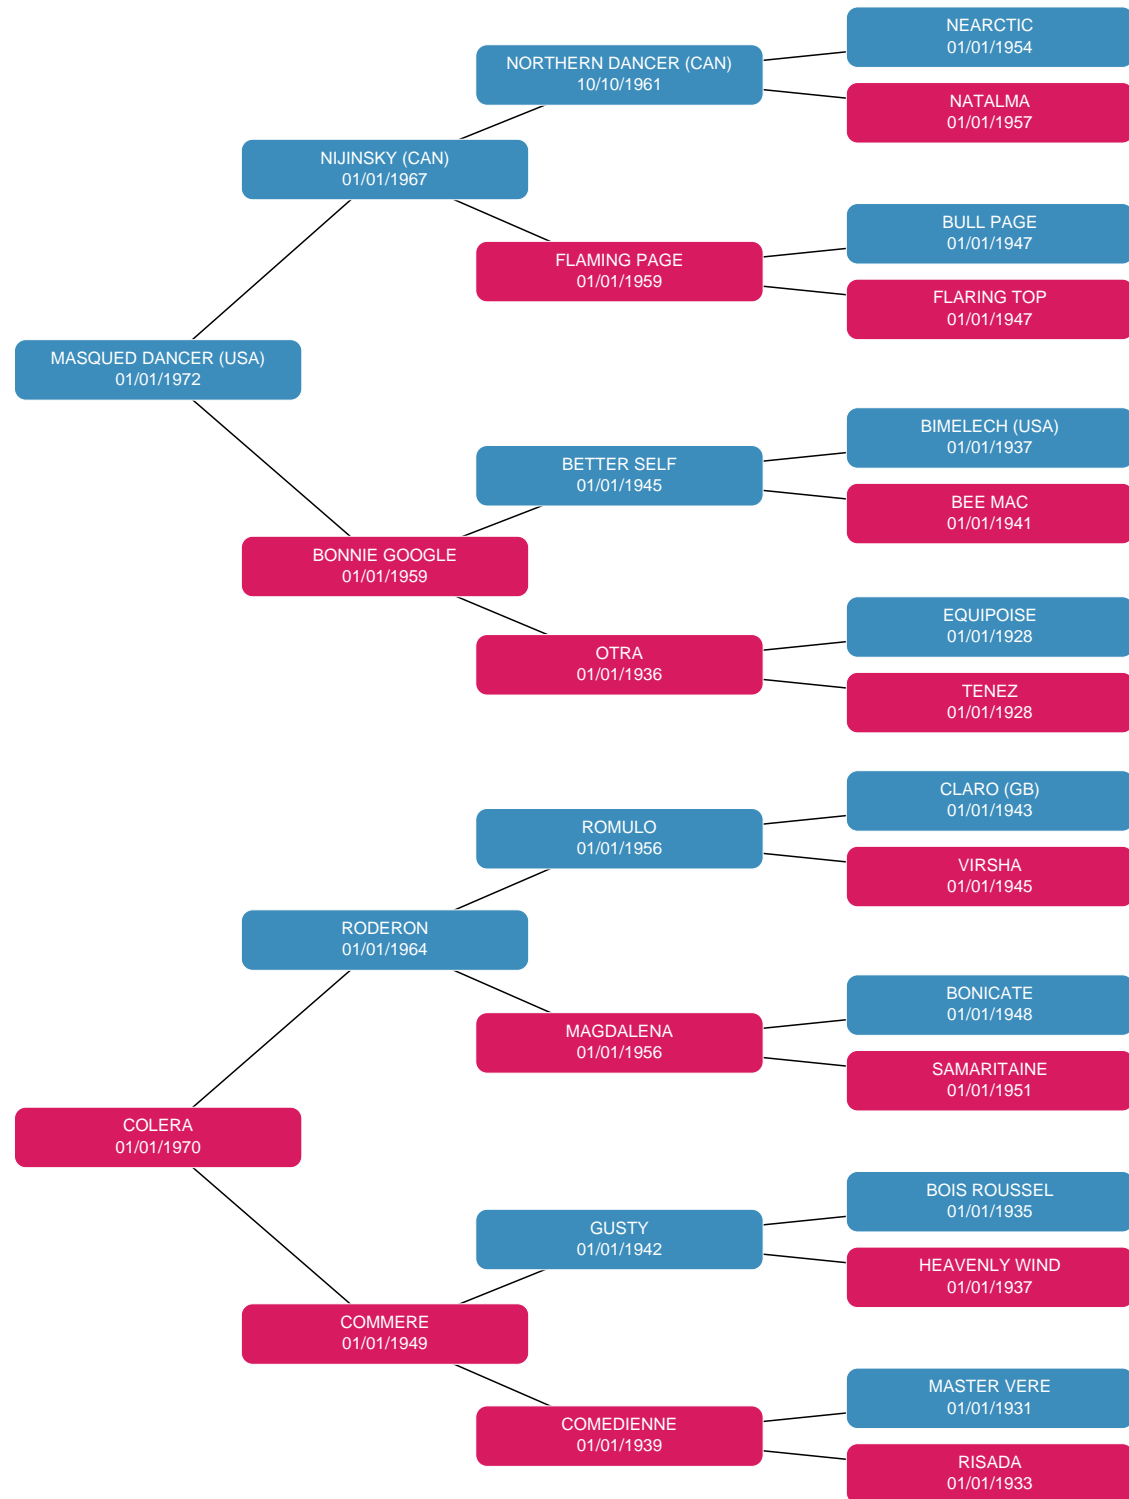 NEARCTIC
01/01/1954
NORTHERN DANCER (CAN)
10/10/1961
NATALMA
01/01/1957
NIJINSKY (CAN)
01/01/1967
BULL PAGE
01/01/1947
FLAMING PAGE
01/01/1959
FLARING TOP
01/01/1947
MASQUED DANCER (USA)
01/01/1972
BIMELECH (USA)
01/01/1937
BETTER SELF
01/01/1945
BEE MAC
01/01/1941
BONNIE GOOGLE
01/01/1959
EQUIPOISE
01/01/1928
OTRA
01/01/1936
TENEZ
01/01/1928
CLARO (GB)
01/01/1943
ROMULO
01/01/1956
VIRSHA
01/01/1945
RODERON
01/01/1964
BONICATE
01/01/1948
MAGDALENA
01/01/1956
SAMARITAINE
01/01/1951
COLERA
01/01/1970
BOIS ROUSSEL
01/01/1935
GUSTY
01/01/1942
HEAVENLY WIND
01/01/1937
COMMERE
01/01/1949
MASTER VERE
01/01/1931
COMEDIENNE
01/01/1939
RISADA
01/01/1933